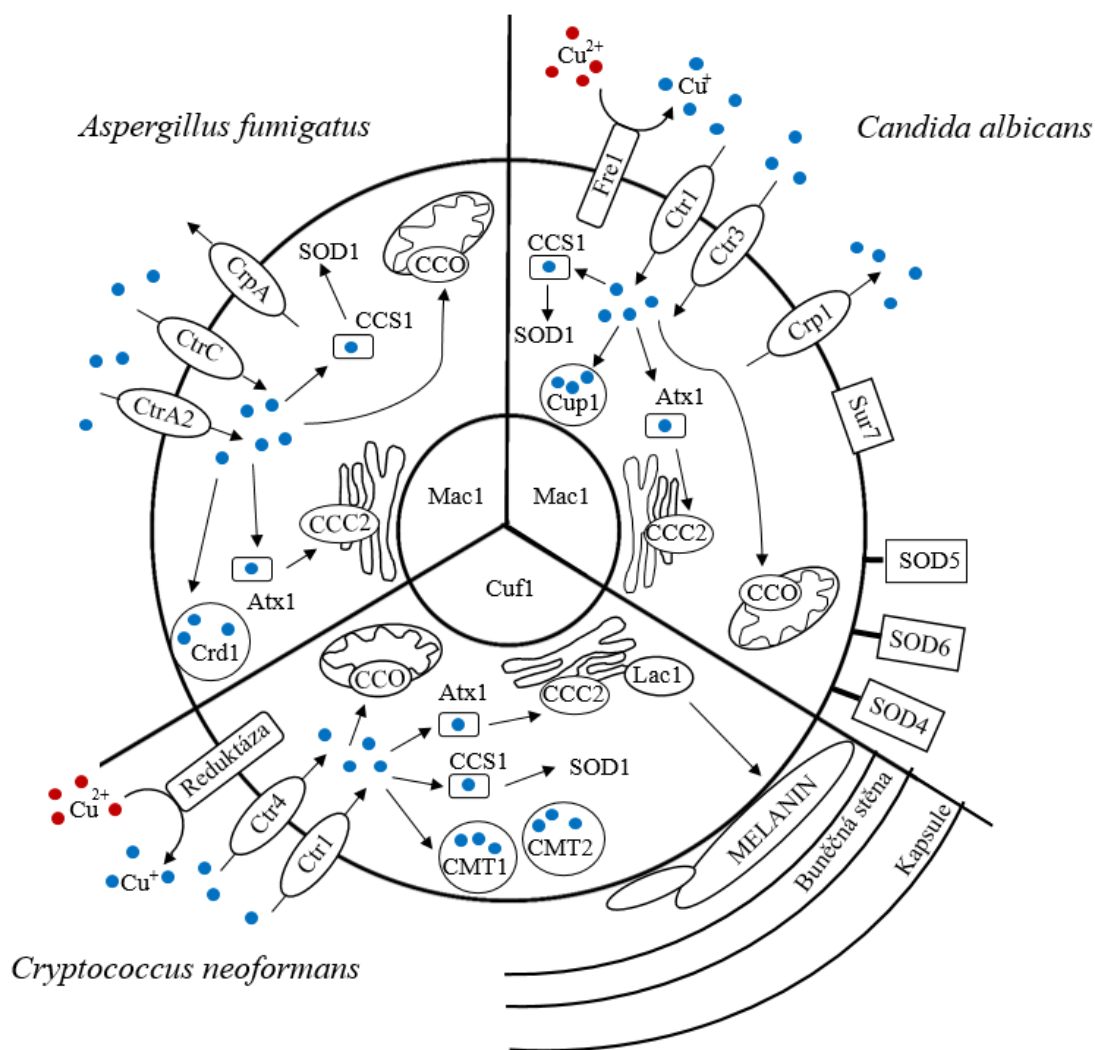 Aspergillus fumigatus
CrpA
CtrC
CtrA2
SOD1
CCS1
CCO
CCC2
Atx1
Crd1
Mac1
Candida albicans
Cu2+
Cu+
Fre1
Ctr1
Ctr3
CCS1
SOD1
Cup1
Atx1
Crp1
Sur7
CCC2
CCO
SOD5
SOD6
SOD4
Mac1
Cuf1
Cryptococcus neoformans
Cu2+
Cu+
Reduktáza
Ctr4
Ctr1
CCO
Atx1
CCC2
Lac1
CCS1
SOD1
CMT1
CMT2
MELANIN
Buněčná stěna
Kapsule